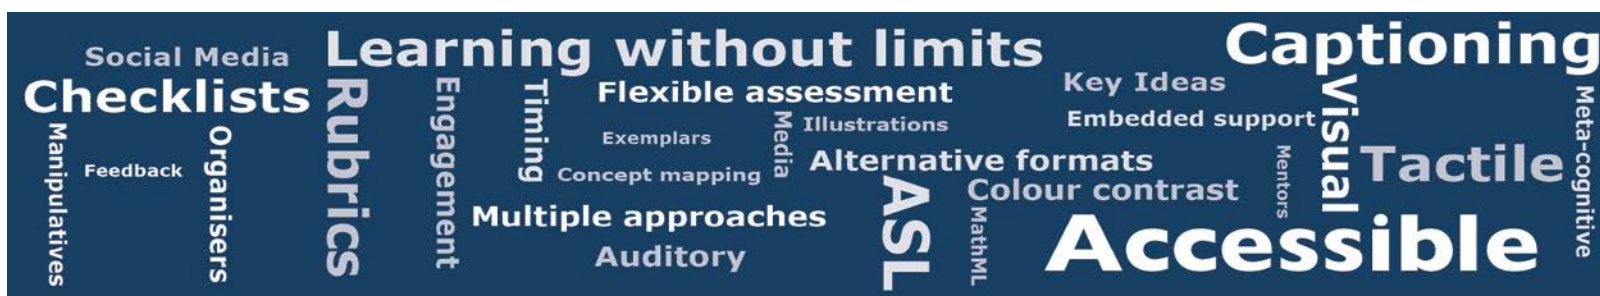 Social Media
Learning without limits
Captioning
Checklists
Rubrics
Engagement
Timing
Flexible assessment
Key Ideas
Visual
Meta-cognitive
Manipulatives
Feedback
Organisers
Exemplars
Media
Illustrations
Embedded support
Concept mapping
Alternative formats
Mentors
Tactile
Multiple approaches
ASL
Colour contrast
MathML
Auditory
Accessible